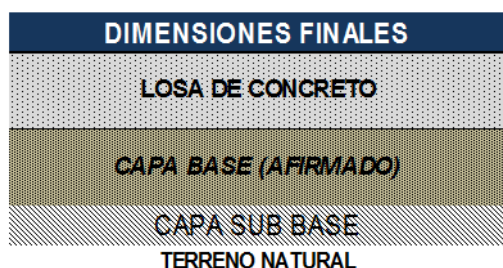 DIMENSIONES FINALES
LOSA DE CONCRETO
CAPA BASE (AFIRMADO)
CAPA SUB BASE
TERRENO NATURAL